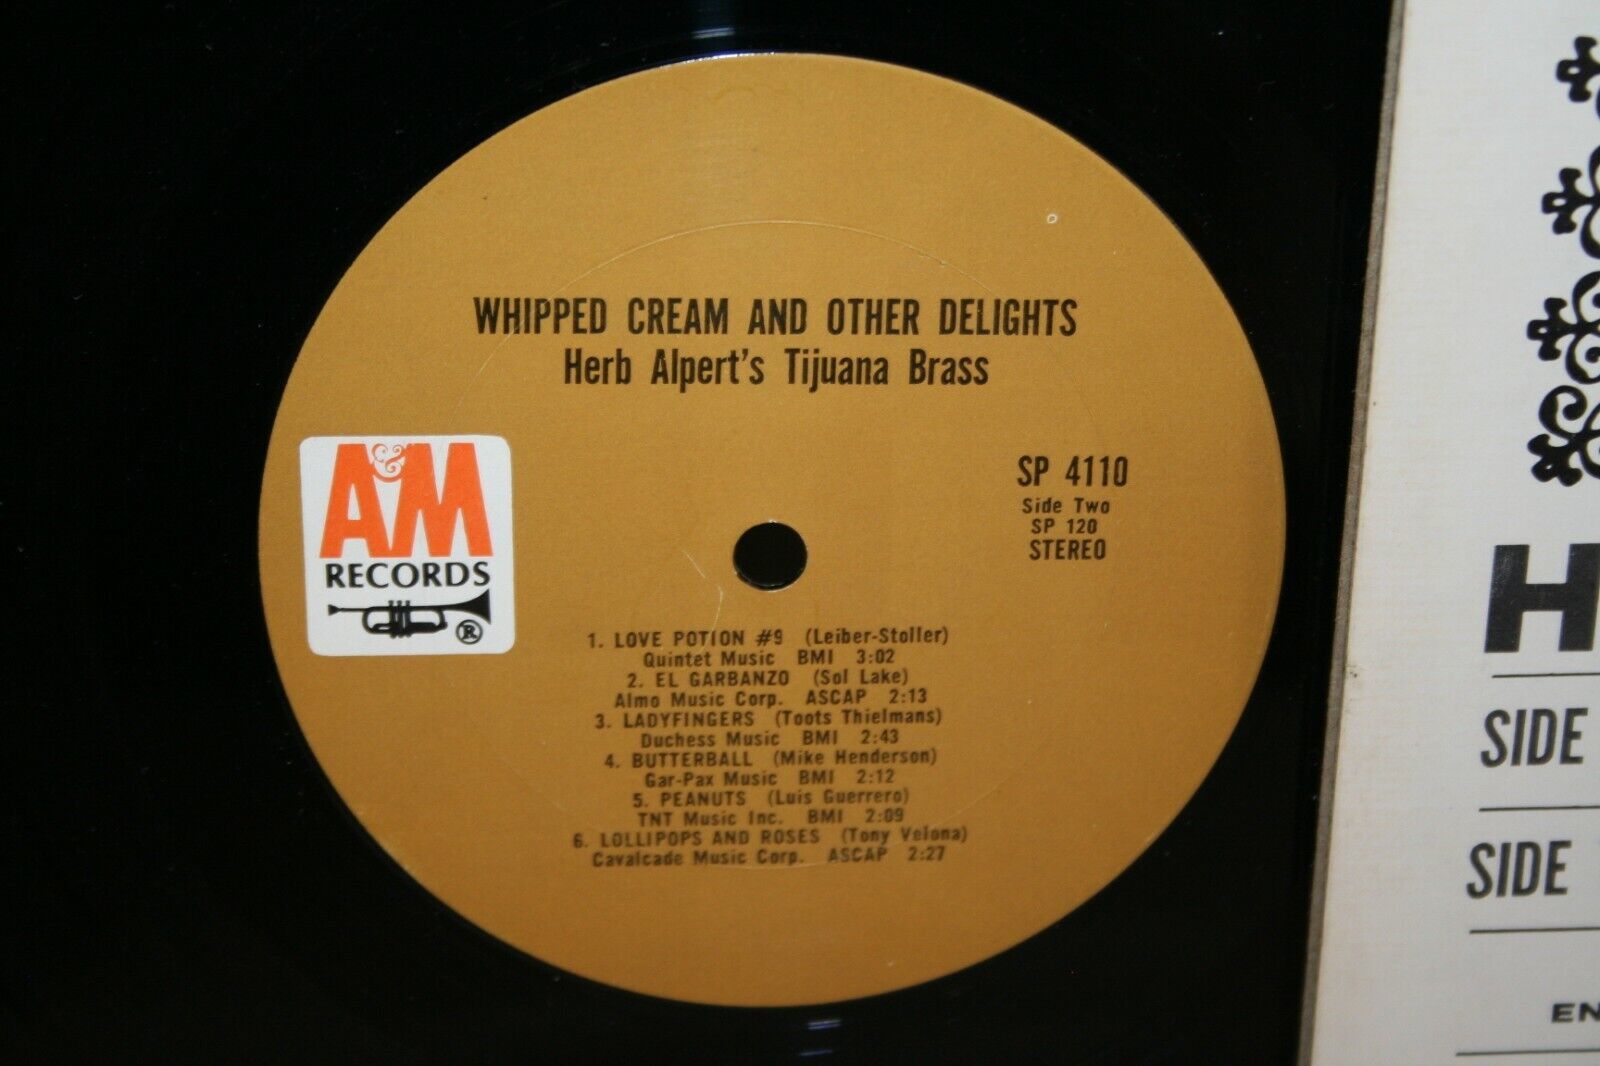 WHIPPED CREAM AND OTHER DELIGHTS
Herb Alpert's Tijuana Brass
A&M
RECORDS
®
SP 4110
Side Two
SP 120
STEREO
1. LOVE POTION #9 (Leiber-Stoller)
Quintet Music BMI 3:02
2. EL GARBANZO (Sol Lake)
Almo Music Corp. ASCAP 2:13
3. LADYFINGERS (Toots Thielmans)
Duchess Music BMI 2:43
4. BUTTERBALL (Mike Henderson)
Gar-Pax Music BMI 2:12
5. PEANUTS (Luis Guerrero)
TNT Music Inc. BMI 2:09
6. LOLLIPOPS AND ROSES (Tony Velona)
Cavalcade Music Corp. ASCAP 2:27
H
SIDE
SIDE
EN